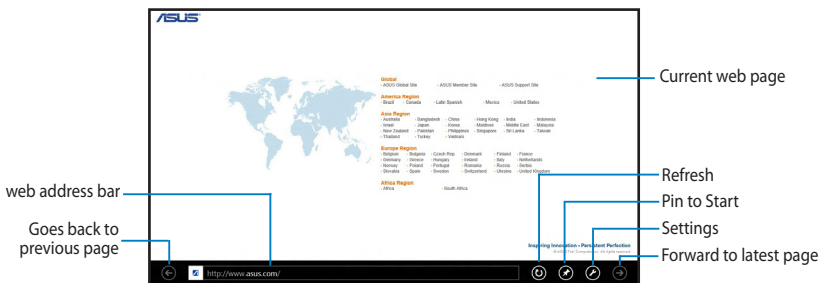 ASUS
Global
- ASUS Global Site - ASUS Member Site - ASUS Support Site
America Region
- Brazil - Canada - Latin Spanish - Mexico - United States
Asia Region
- Australia - Bangladesh - China - Hong Kong - India - Indonesia
- Israel - Japan - Korea - Maldives - Middle East - Malaysia
- New Zealand - Pakistan - Philippines - Singapore - Sri Lanka - Taiwan
- Thailand - Turkey - Vietnam
Europe Region
- Belgium - Bulgaria - Czech Rep - Denmark - Finland - France
- Germany - Greece - Hungary - Ireland - Italy - Netherlands
- Norway - Poland - Portugal - Romania - Russia - Serbia
- Slovakia - Spain - Sweden - Switzerland - Ukraine - United Kingdom
Africa Region
- Africa - South Africa
Inspiring Innovation • Persistent Perfection
All rights reserved
http://www.asus.com/
Current web page
Refresh
Pin to Start
Settings
Forward to latest page
web address bar
Goes back to
previous page